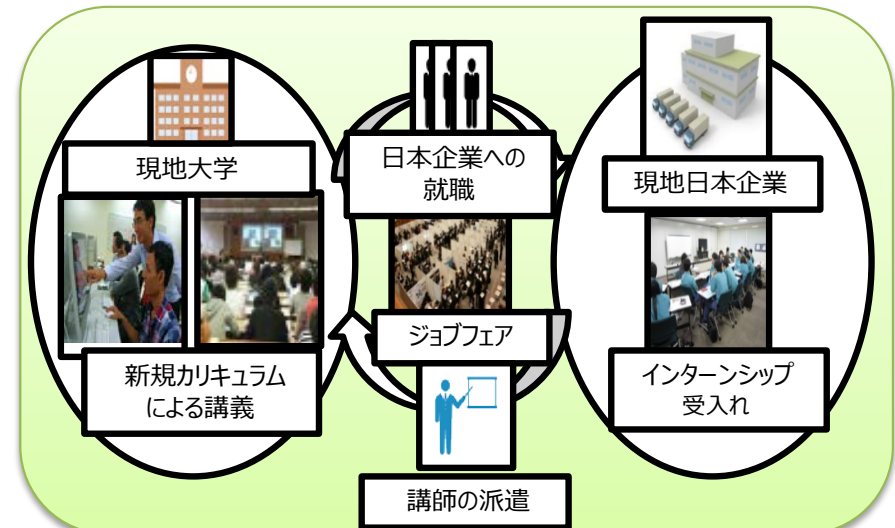 現地大学
新規カリキュラム
による講義
日本企業への
就職
ジョブフェア
講師の派遣
現地日本企業
インターンシップ
受入れ